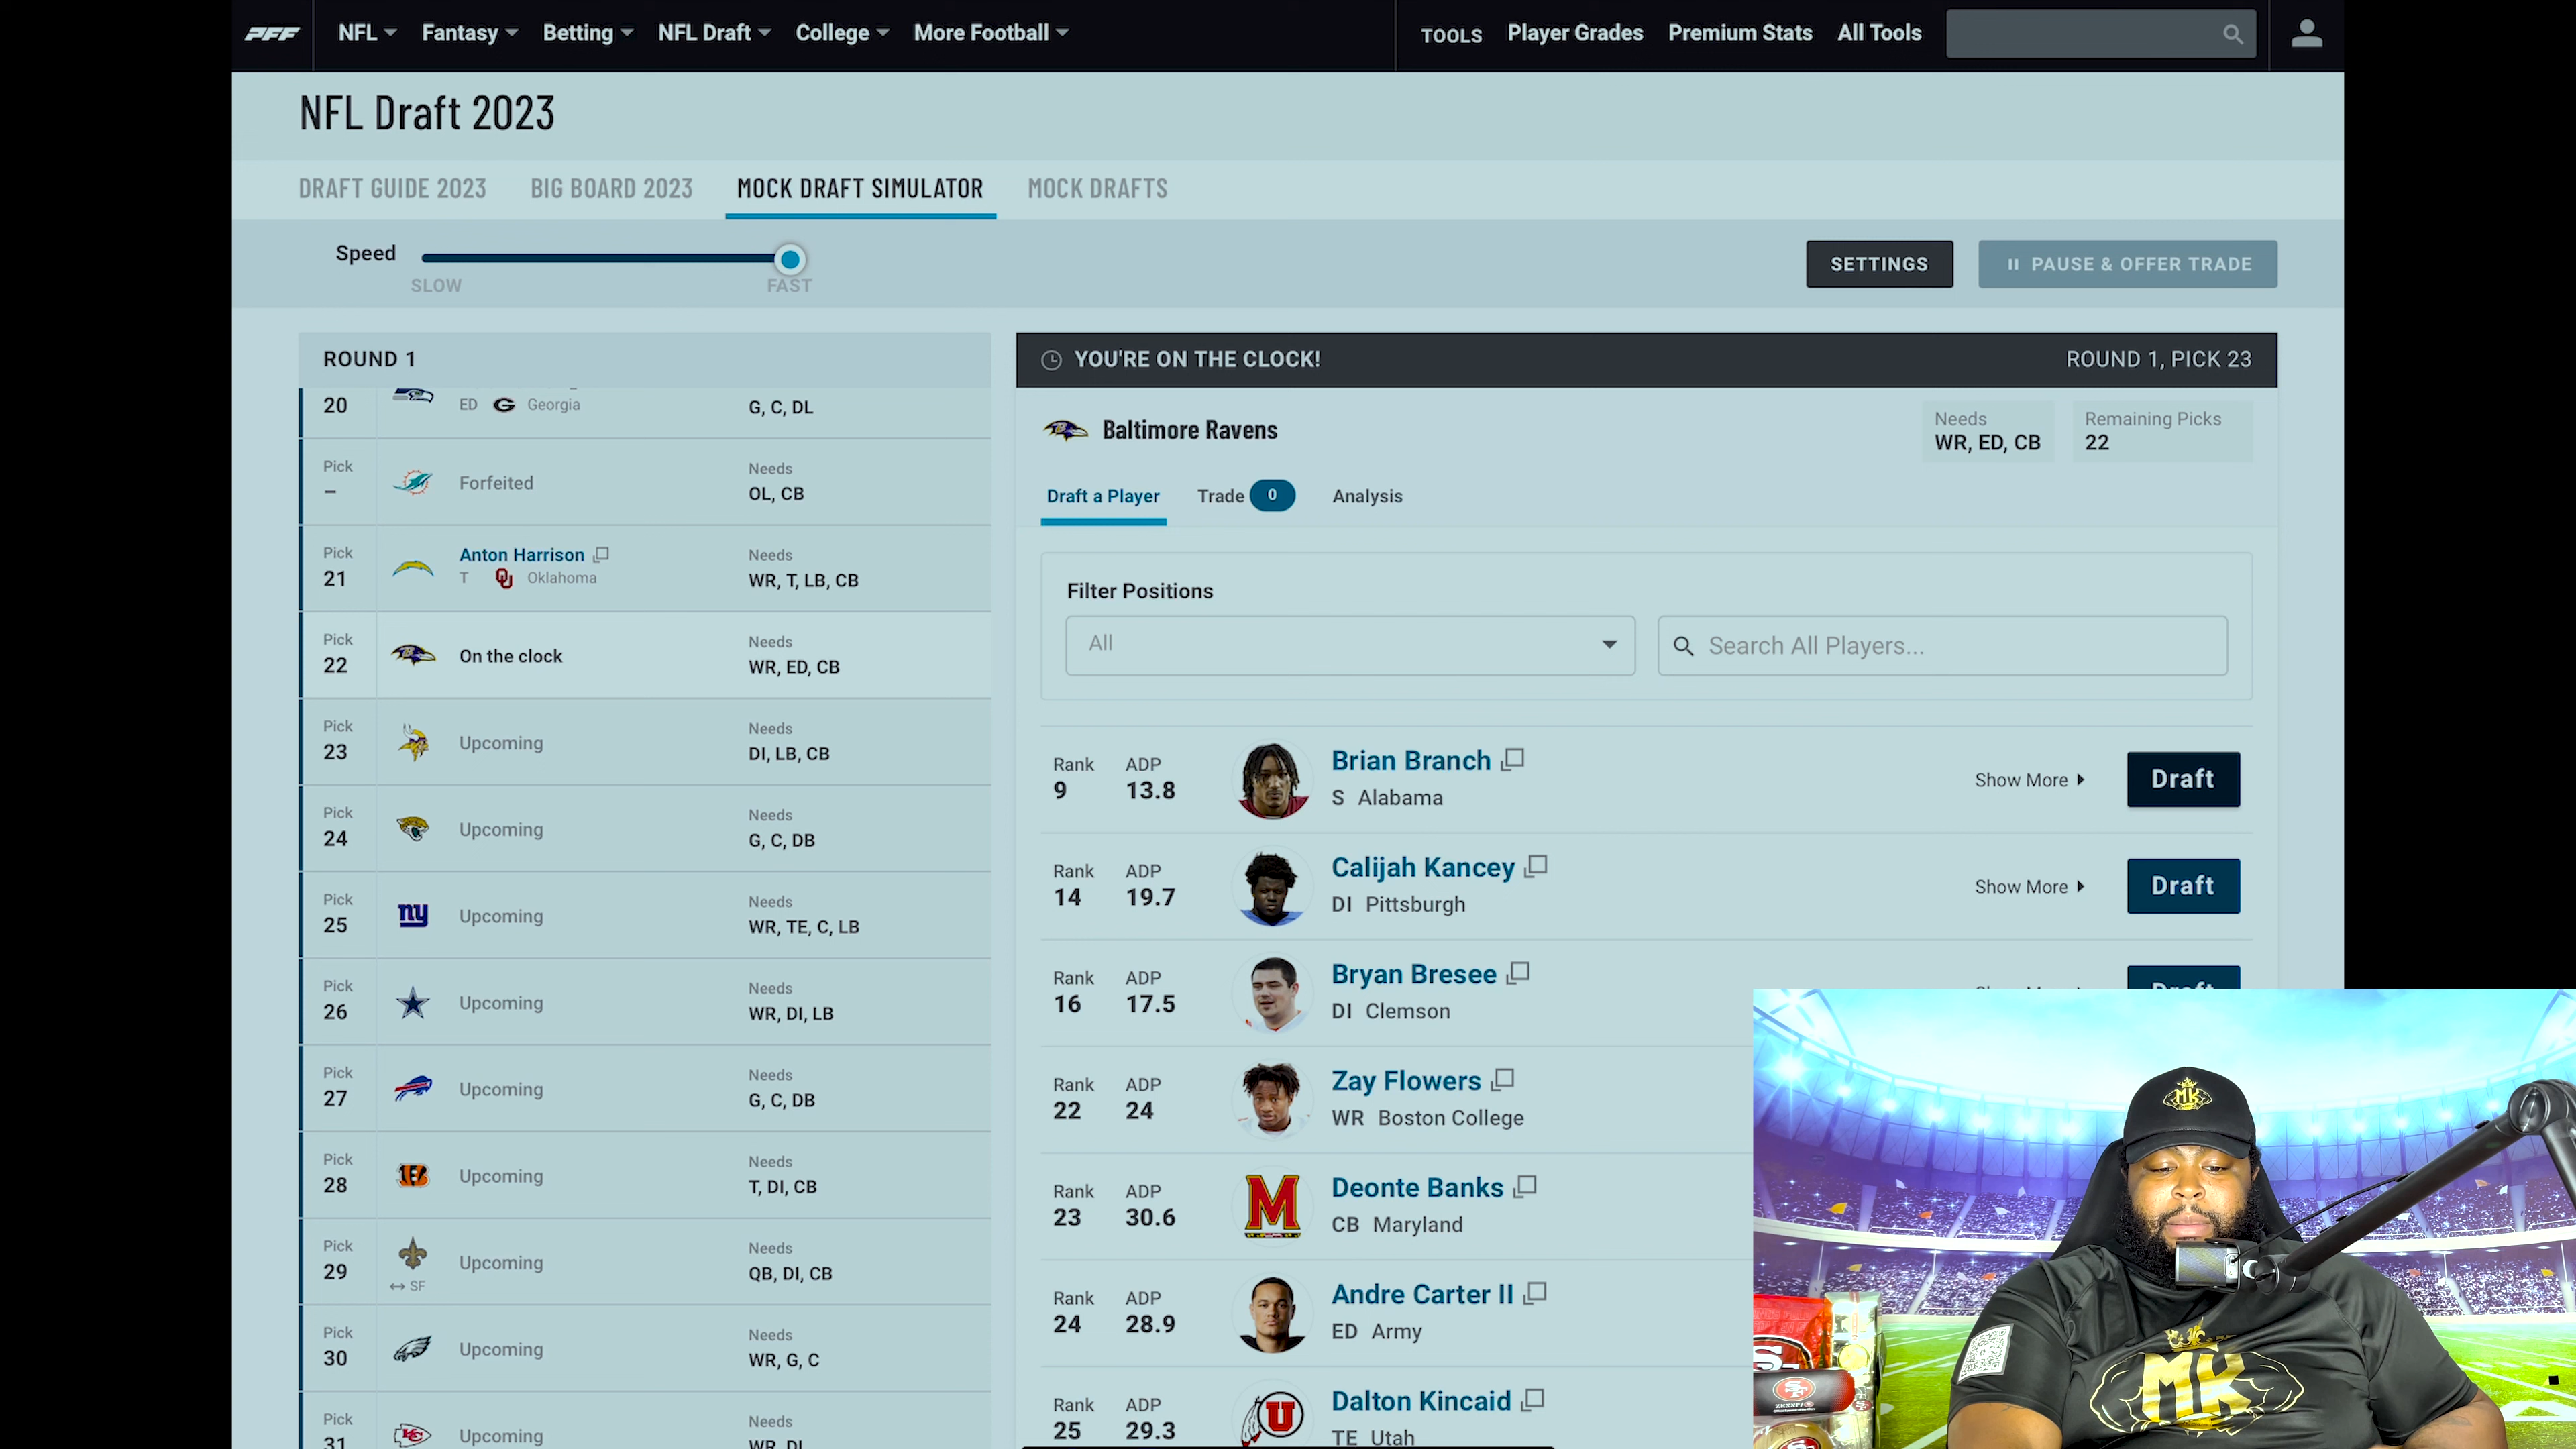 PFF NFL Fantasy Betting NFL Draft College More Football TOOLS Player Grades Premium Stats All Tools
NFL Draft 2023
DRAFT GUIDE 2023 BIG BOARD 2023 MOCK DRAFT SIMULATOR MOCK DRAFTS
Speed
SLOW FAST
SETTINGS PAUSE & OFFER TRADE
ROUND 1
20 ED G Georgia G, C, DL
Pick Needs
– Forfeited OL, CB
Pick Anton Harrison Needs
21 T OU Oklahoma WR, T, LB, CB
Pick Needs
22 On the clock WR, ED, CB
Pick Needs
23 Upcoming DI, LB, CB
Pick Needs
24 Upcoming G, C, DB
Pick Needs
25 ny Upcoming WR, TE, C, LB
Pick Needs
26 Upcoming WR, DI, LB
Pick Needs
27 Upcoming G, C, DB
Pick Needs
28 Upcoming T, DI, CB
Pick Needs
29 Upcoming QB, DI, CB
↔ SF
Pick Needs
30 Upcoming WR, G, C
Pick Needs
31 KC Upcoming WR, DI
YOU'RE ON THE CLOCK! ROUND 1, PICK 23
Baltimore Ravens
Needs
WR, ED, CB
Remaining Picks
22
Draft a Player Trade 0 Analysis
Filter Positions
All Search All Players...
Rank ADP Brian Branch
9 13.8 S Alabama
Show More Draft
Rank ADP Calijah Kancey
14 19.7 DI Pittsburgh
Show More Draft
Rank ADP Bryan Bresee
16 17.5 DI Clemson
Draft
Rank ADP Zay Flowers
22 24 WR Boston College
Rank ADP M Deonte Banks
23 30.6 CB Maryland
Rank ADP Andre Carter II
24 28.9 ED Army
Rank ADP U Dalton Kincaid
25 29.3 TE Utah
MK
MK
SF